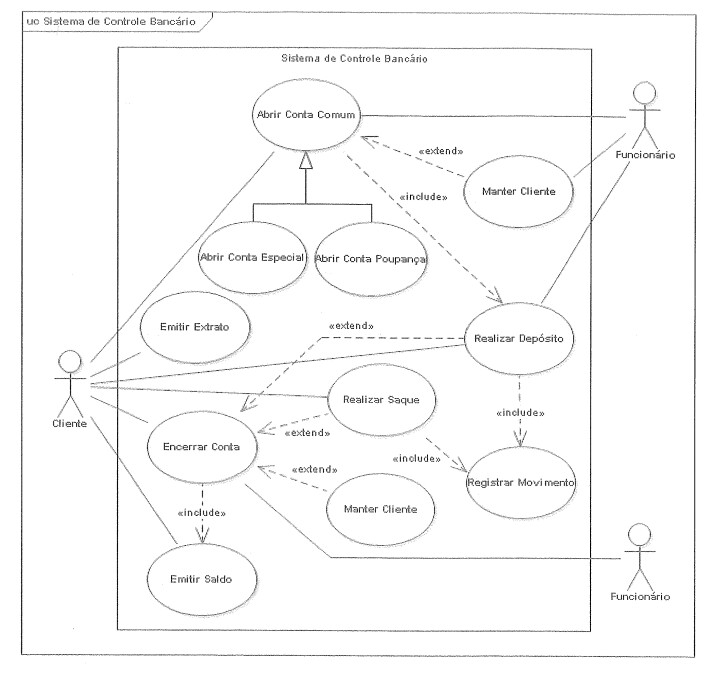 uc Sistema de Controle Bancário
Sistema de Controle Bancário
Abrir Conta Comum
«extend»
Funcionário
Manter Cliente
«include»
Abrir Conta Especial
Abrir Conta Poupança
Emitir Extrato
«extend»
Realizar Depósito
Realizar Saque
Cliente
«include»
Encerrar Conta
«extend»
«include»
«extend»
Registrar Movimento
«include»
Manter Cliente
Emitir Saldo
Funcionário